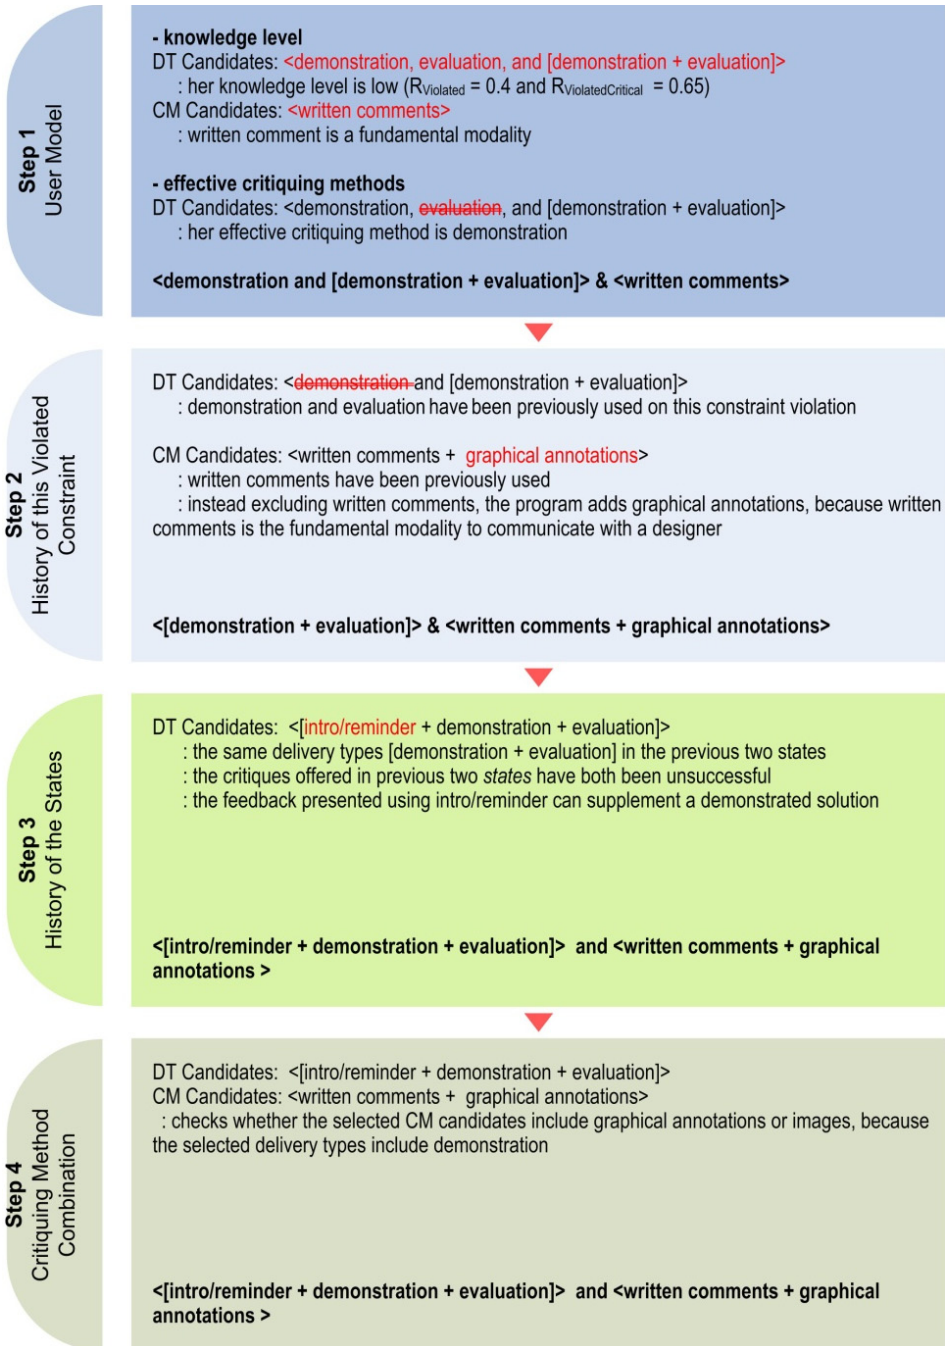 Step 1
User Model
- knowledge level
DT Candidates: <demonstration, evaluation, and [demonstration + evaluation]>
: her knowledge level is low (RViolated = 0.4 and RViolatedCritical = 0.65)
CM Candidates: <written comments>
: written comment is a fundamental modality
- effective critiquing methods
DT Candidates: <demonstration, evaluation, and [demonstration + evaluation]>
: her effective critiquing method is demonstration
<demonstration and [demonstration + evaluation]> & <written comments>
Step 2
History of this Violated
Constraint
DT Candidates: <demonstration and [demonstration + evaluation]>
: demonstration and evaluation have been previously used on this constraint violation
CM Candidates: <written comments + graphical annotations>
: written comments have been previously used
: instead excluding written comments, the program adds graphical annotations, because written
comments is the fundamental modality to communicate with a designer
<[demonstration + evaluation]> & <written comments + graphical annotations>
Step 3
History of the States
DT Candidates: <[intro/reminder + demonstration + evaluation]>
: the same delivery types [demonstration + evaluation] in the previous two states
: the critiques offered in previous two states have both been unsuccessful
: the feedback presented using intro/reminder can supplement a demonstrated solution
<[intro/reminder + demonstration + evaluation]> and <written comments + graphical
annotations >
Step 4
Critiquing Method
Combination
DT Candidates: <[intro/reminder + demonstration + evaluation]>
CM Candidates: <written comments + graphical annotations>
: checks whether the selected CM candidates include graphical annotations or images, because
the selected delivery types include demonstration
<[intro/reminder + demonstration + evaluation]> and <written comments + graphical
annotations >